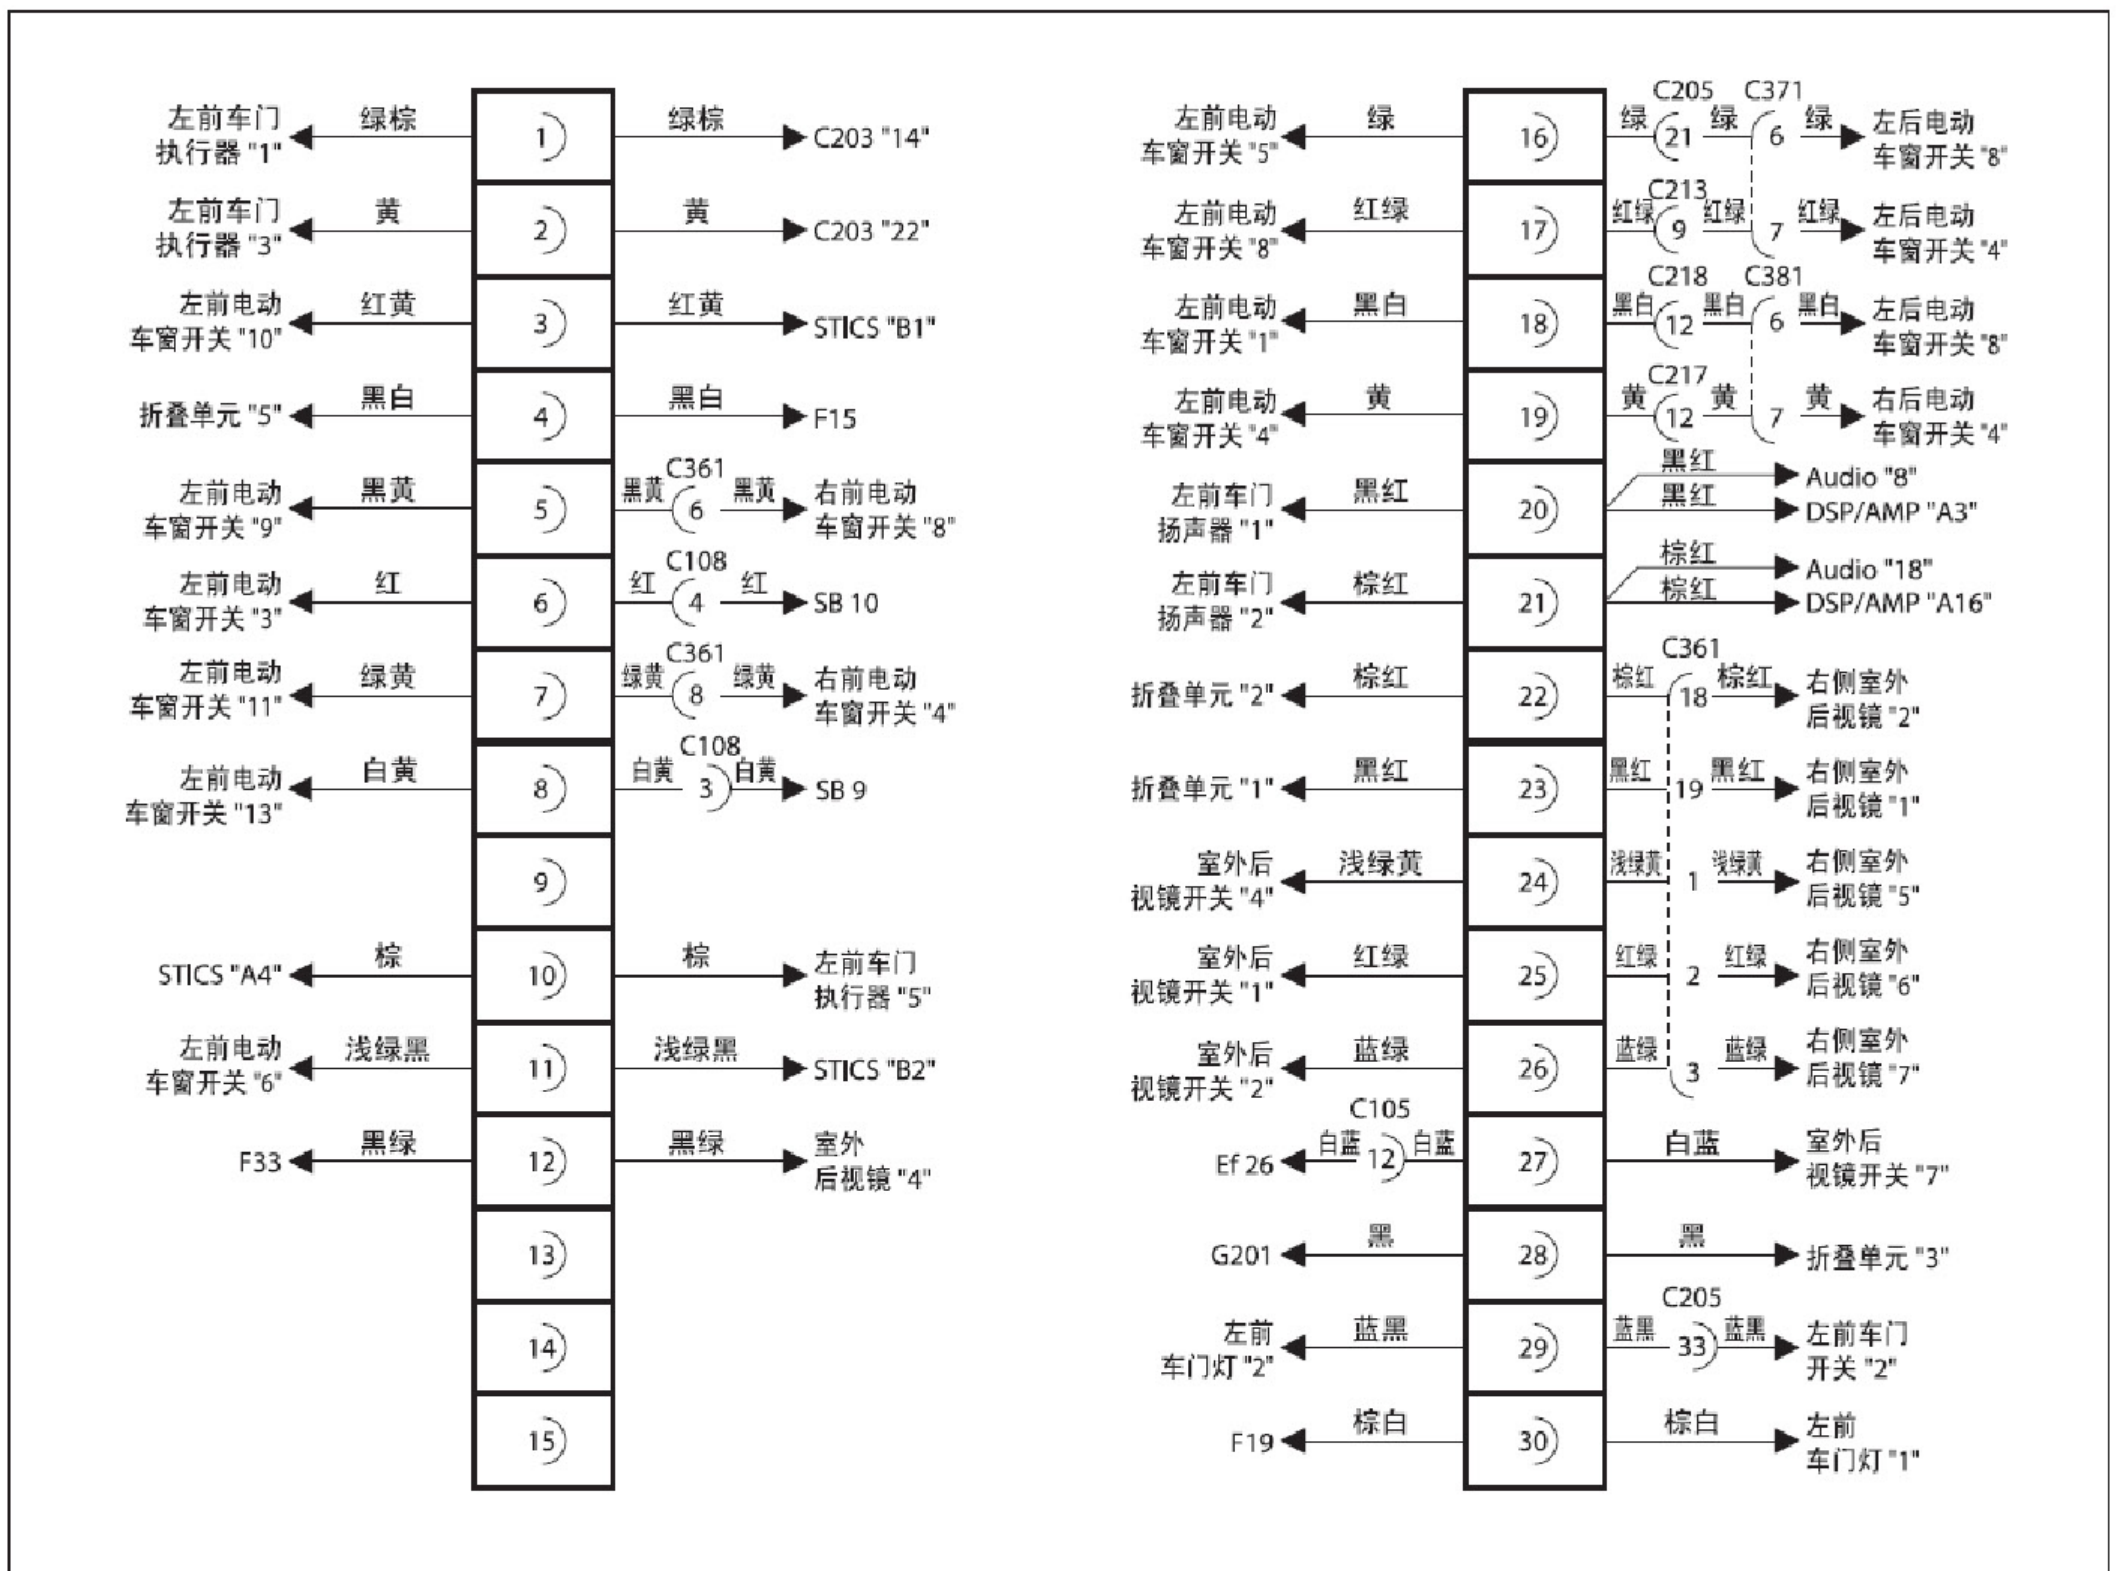 左前车门
执行器 "1"
绿棕
1
绿棕
C203 "14"
左前车门
执行器 "3"
黄
2
黄
C203 "22"
左前电动
车窗开关 "10"
红黄
3
红黄
STICS "B1"
折叠单元 "5"
黑白
4
黑白
F15
左前电动
车窗开关 "9"
黑黄
5
C361
黑黄
6
黑黄
右前电动
车窗开关 "8"
左前电动
车窗开关 "3"
红
6
C108
红
4
红
SB 10
左前电动
车窗开关 "11"
绿黄
7
C361
绿黄
8
绿黄
右前电动
车窗开关 "4"
左前电动
车窗开关 "13"
白黄
8
C108
白黄
3
白黄
SB 9
9
STICS "A4"
棕
10
棕
左前车门
执行器 "5"
左前电动
车窗开关 "6"
浅绿黑
11
浅绿黑
STICS "B2"
F33
黑绿
12
黑绿
室外
后视镜 "4"
13
14
15
左前电动
车窗开关 "5"
绿
16
C205
C371
绿
21
绿
6
绿
左后电动
车窗开关 "8"
左前电动
车窗开关 "8"
红绿
17
C213
红绿
9
红绿
7
红绿
左后电动
车窗开关 "4"
左前电动
车窗开关 "1"
黑白
18
C218
C381
黑白
12
黑白
6
黑白
左后电动
车窗开关 "8"
左前电动
车窗开关 "4"
黄
19
C217
黄
12
黄
7
黄
右后电动
车窗开关 "4"
左前车门
扬声器 "1"
黑红
20
黑红
Audio "8"
黑红
DSP/AMP "A3"
左前车门
扬声器 "2"
棕红
21
棕红
Audio "18"
棕红
DSP/AMP "A16"
折叠单元 "2"
棕红
22
C361
棕红
18
棕红
右侧室外
后视镜 "2"
折叠单元 "1"
黑红
23
黑红
19
黑红
右侧室外
后视镜 "1"
室外后
视镜开关 "4"
浅绿黄
24
浅绿黄
1
浅绿黄
右侧室外
后视镜 "5"
室外后
视镜开关 "1"
红绿
25
红绿
2
红绿
右侧室外
后视镜 "6"
室外后
视镜开关 "2"
蓝绿
26
蓝绿
3
蓝绿
右侧室外
后视镜 "7"
C105
Ef 26
白蓝
12
白蓝
27
白蓝
室外后
视镜开关 "7"
G201
黑
28
黑
折叠单元 "3"
左前
车门灯 "2"
蓝黑
29
C205
蓝黑
33
蓝黑
左前车门
开关 "2"
F19
棕白
30
棕白
左前
车门灯 "1"